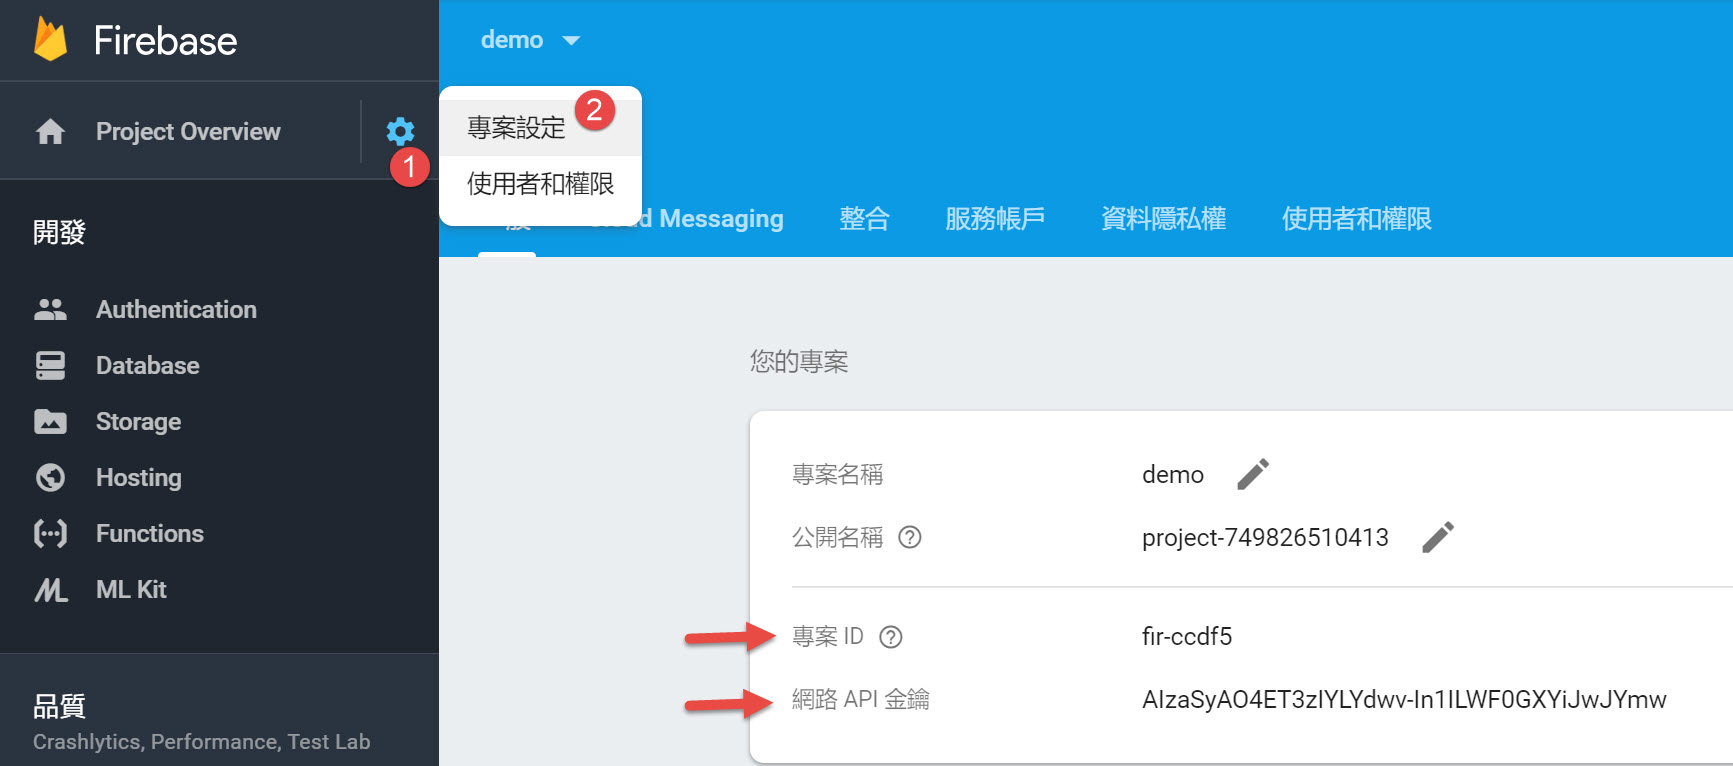 Firebase
demo
Project Overview
1
專案設定
2
使用者和權限
Messaging
整合
服務帳戶
資料隱私權
使用者和權限
開發
Authentication
Database
Storage
Hosting
Functions
ML Kit
品質
Crashlytics, Performance, Test Lab
您的專案
專案名稱 demo
公開名稱 ? project-749826510413
專案 ID ? fir-ccdf5
網路 API 金鑰 AIzaSyAO4ET3zIYLYdwv-In1ILWF0GXYiJwJYmw